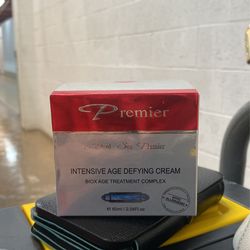 Premier
Dead Sea Premier
INTENSIVE AGE DEFYING CREAM
BIOX AGE TREATMENT COMPLEX